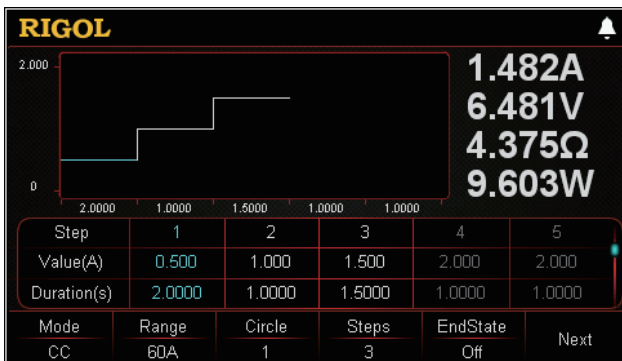 RIGOL
2.000
0
2.0000 1.0000 1.5000 1.0000 1.0000
1.482A
6.481V
4.375Ω
9.603W
Step 1 2 3 4 5
Value(A) 0.500 1.000 1.500 2.000 2.000
Duration(s) 2.0000 1.0000 1.5000 1.0000 1.0000
Mode Range Circle Steps EndState Next
CC 60A 1 3 Off